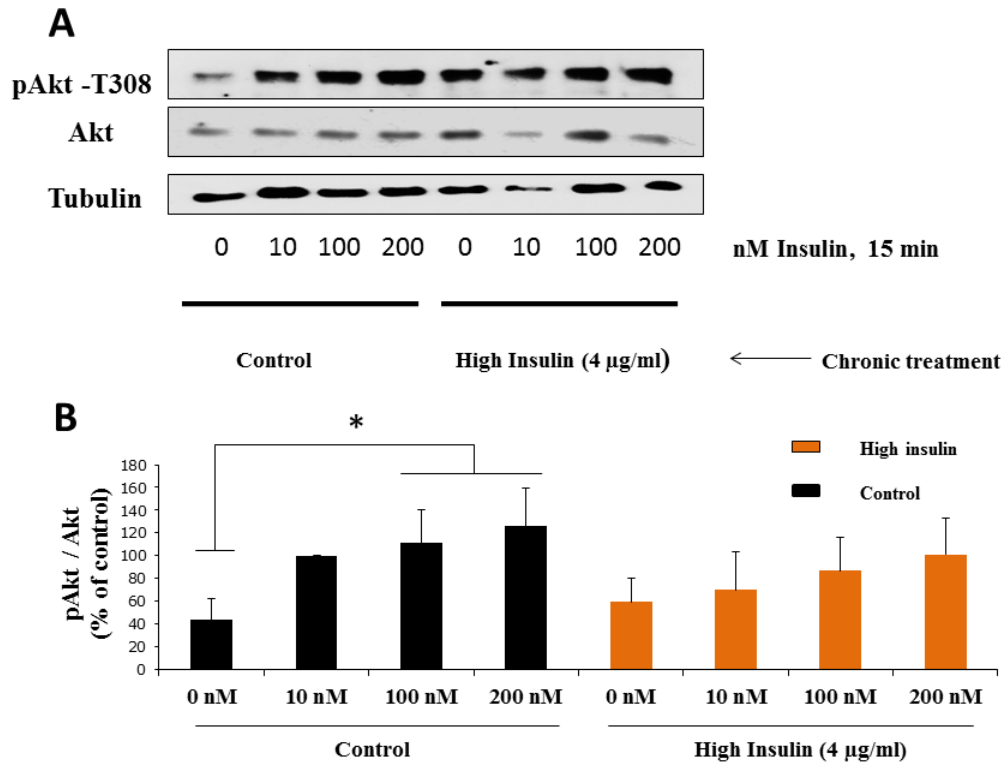 A
pAkt -T308
Akt
Tubulin
0 10 100 200 0 10 100 200 nM Insulin, 15 min
Control High Insulin (4 µg/ml) Chronic treatment
B
*
High insulin
Control
pAkt / Akt
(% of control)
180
160
140
120
100
80
60
40
20
0
0 nM 10 nM 100 nM 200 nM 0 nM 10 nM 100 nM 200 nM
Control High Insulin (4 µg/ml)